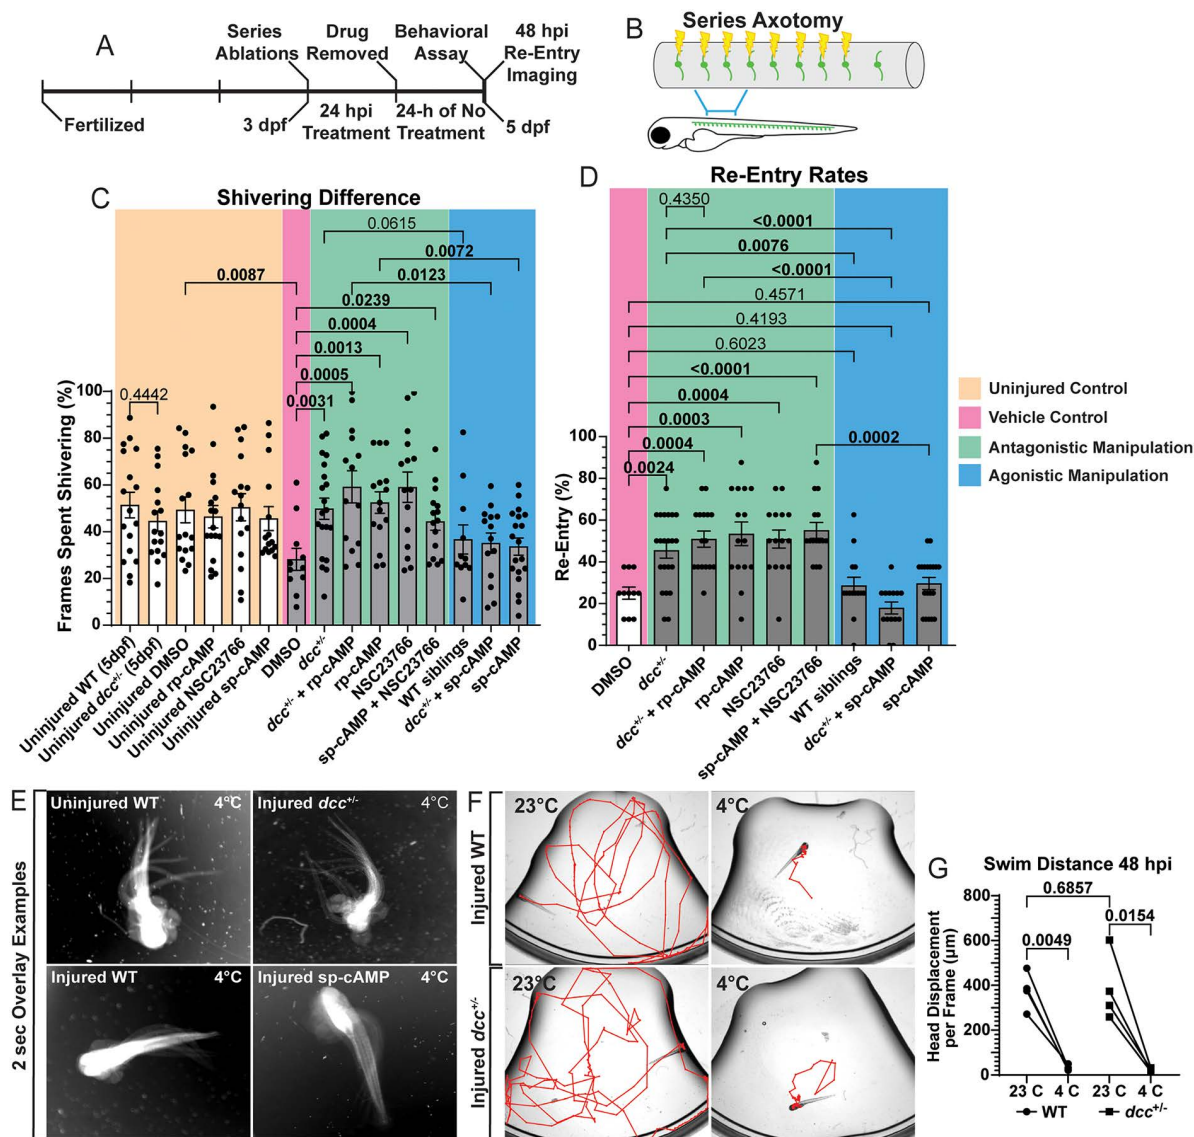 A
Series Ablations
Drug Removed
Behavioral Assay
48 hpi Re-Entry Imaging
Fertilized
3 dpf
24 hpi Treatment
24-h of No Treatment
5 dpf
B
Series Axotomy
C
Shivering Difference
0.0615
0.0072
0.0087
0.0123
0.0239
0.0004
0.0013
0.0005
0.0031
0.4442
Frames Spent Shivering (%)
100
80
60
40
20
0
Uninjured WT (5dpf)
Uninjured dcc+/- (5dpf)
Uninjured DMSO
Uninjured rp-cAMP
Uninjured NSC23766
Uninjured sp-cAMP
DMSO
dcc+/-
dcc+/- + rp-cAMP
rp-cAMP
NSC23766
sp-cAMP + NSC23766
WT siblings
dcc+/- + sp-cAMP
sp-cAMP
D
Re-Entry Rates
0.4350
<0.0001
0.0076
<0.0001
0.4571
0.4193
0.6023
<0.0001
0.0004
0.0003
0.0002
0.0004
0.0024
Re-Entry (%)
100
80
60
40
20
0
DMSO
dcc+/-
dcc+/- + rp-cAMP
rp-cAMP
NSC23766
sp-cAMP + NSC23766
WT siblings
dcc+/- + sp-cAMP
sp-cAMP
Uninjured Control
Vehicle Control
Antagonistic Manipulation
Agonistic Manipulation
E
2 sec Overlay Examples
Uninjured WT 4°C
Injured dcc+/- 4°C
Injured WT 4°C
Injured sp-cAMP 4°C
F
Injured WT
23°C
4°C
Injured dcc+/-
23°C
4°C
G
Swim Distance 48 hpi
0.6857
0.0154
0.0049
Head Displacement per Frame (µm)
800
600
400
200
0
23 C
4 C
23 C
4 C
WT
dcc+/-